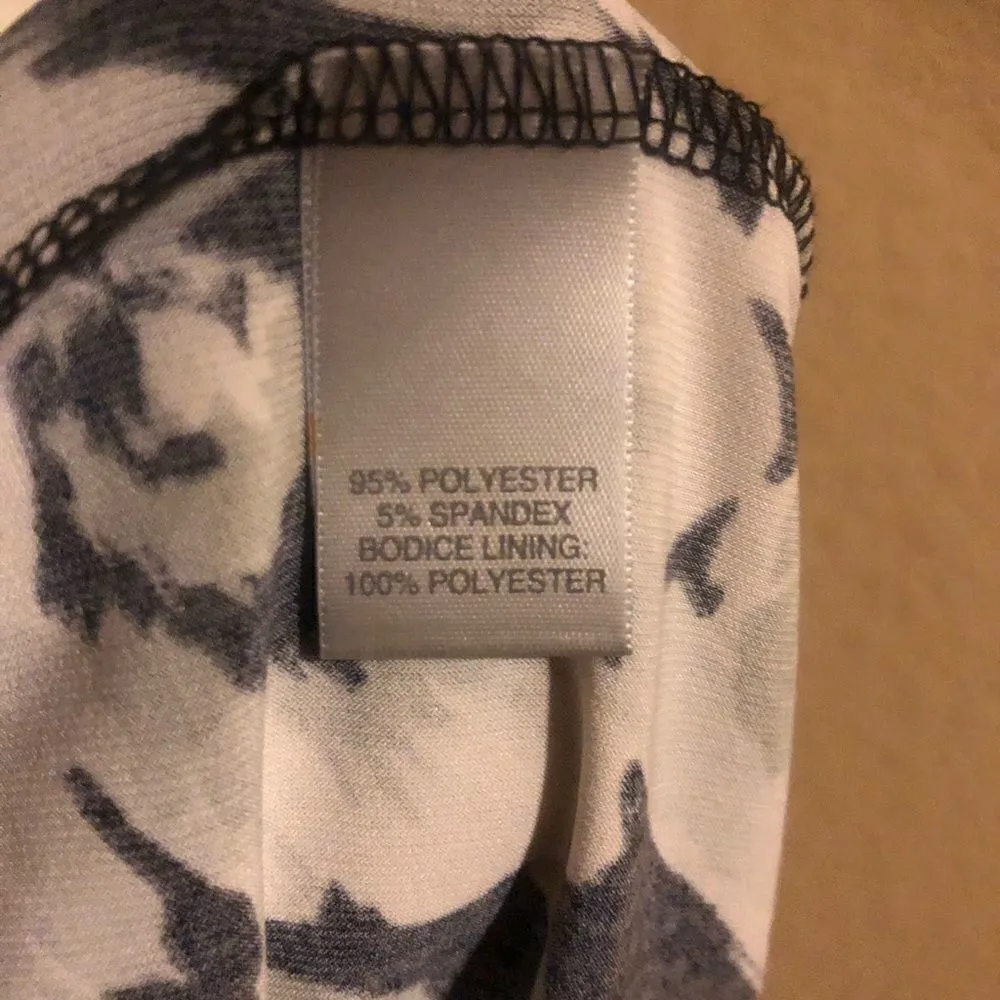 95% POLYESTER
5% SPANDEX
BODICE LINING:
100% POLYESTER